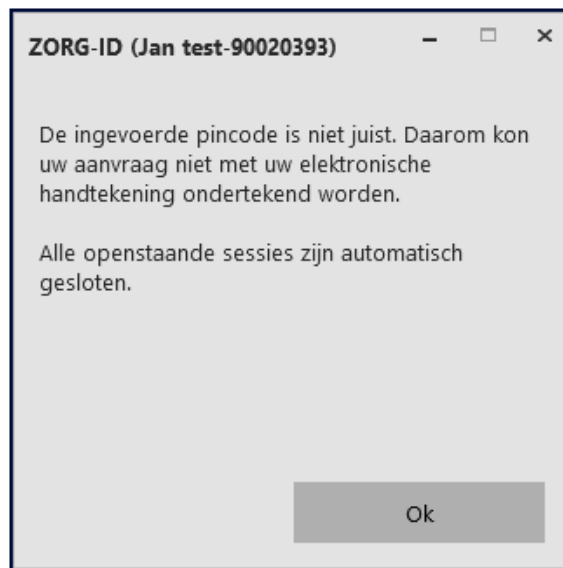 ZORG-ID (Jan test-90020393)
De ingevoerde pincode is niet juist. Daarom kon
uw aanvraag niet met uw elektronische
handtekening ondertekend worden.
Alle openstaande sessies zijn automatisch
gesloten.
Ok